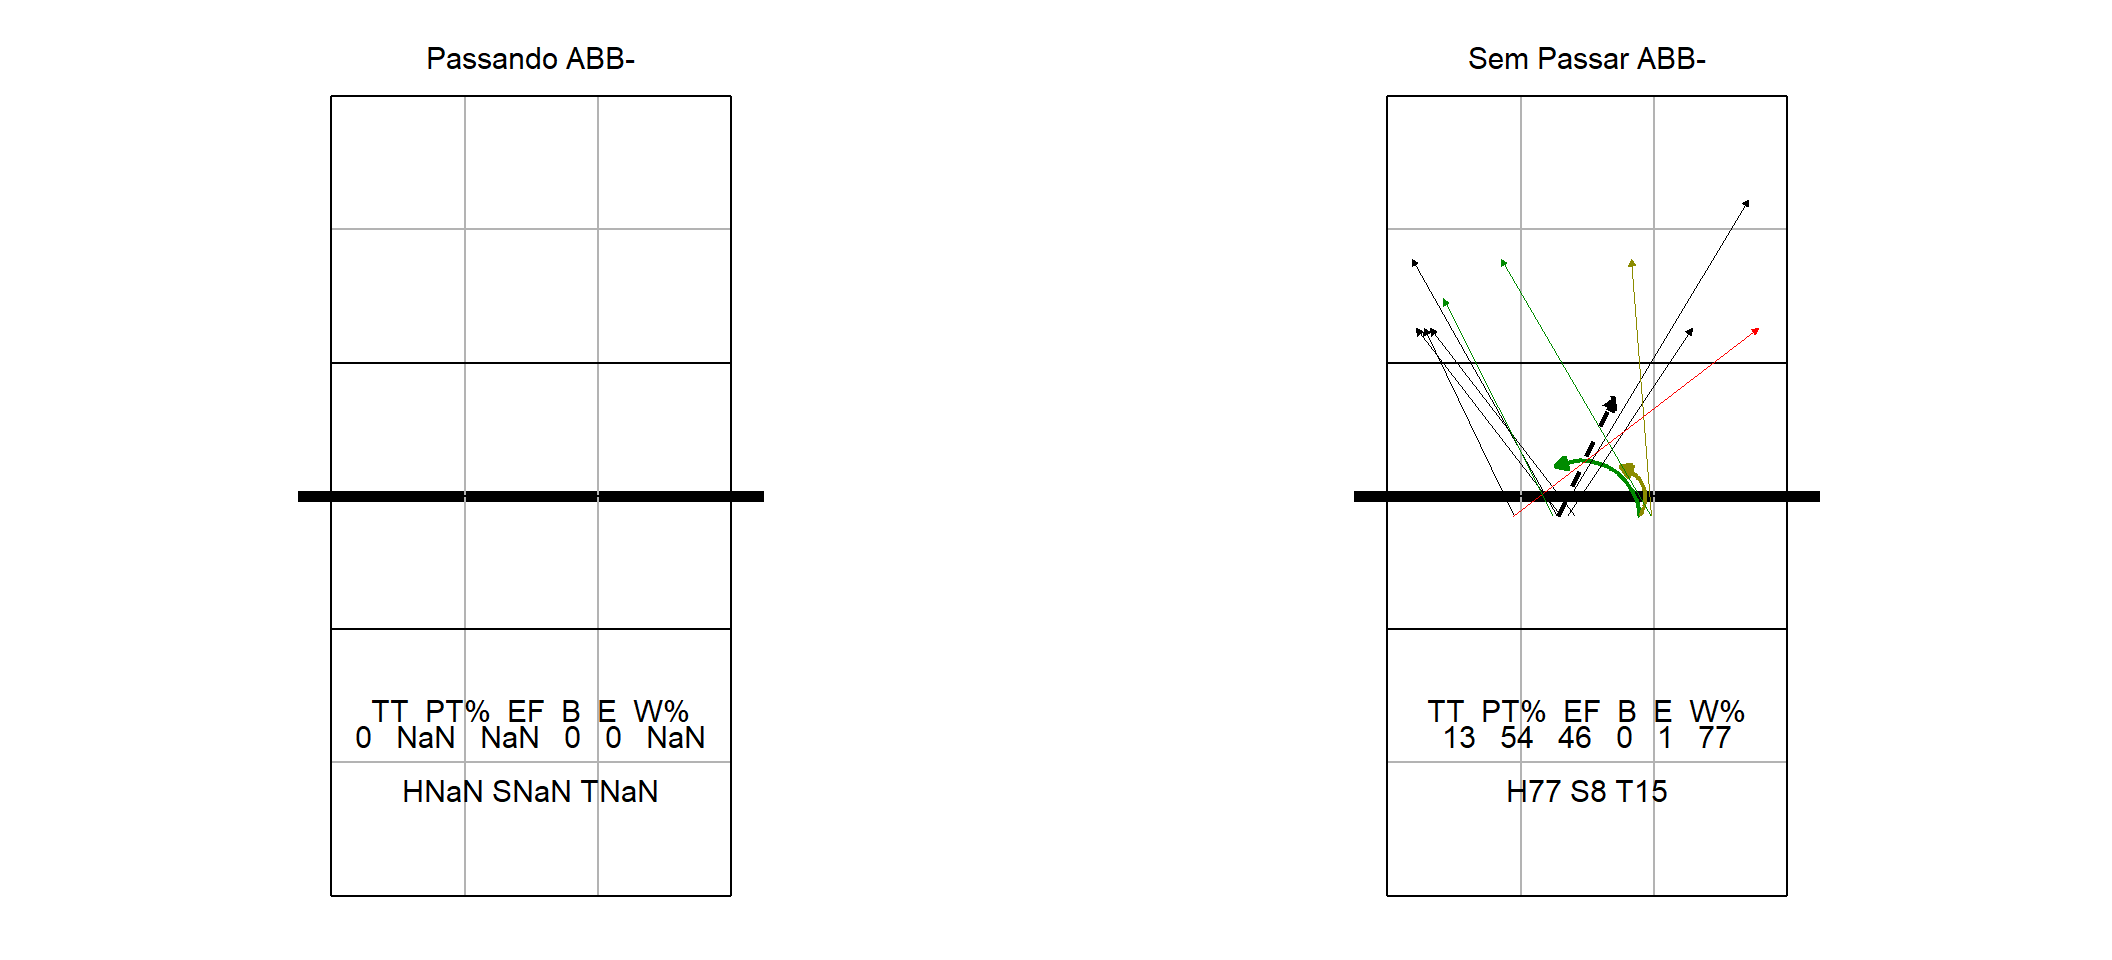 Passando ABB-
TT PT% EF B E W%
0 NaN NaN 0 0 NaN
HNaN SNaN TNaN
Sem Passar ABB-
TT PT% EF B E W%
13 54 46 0 1 77
H77 S8 T15